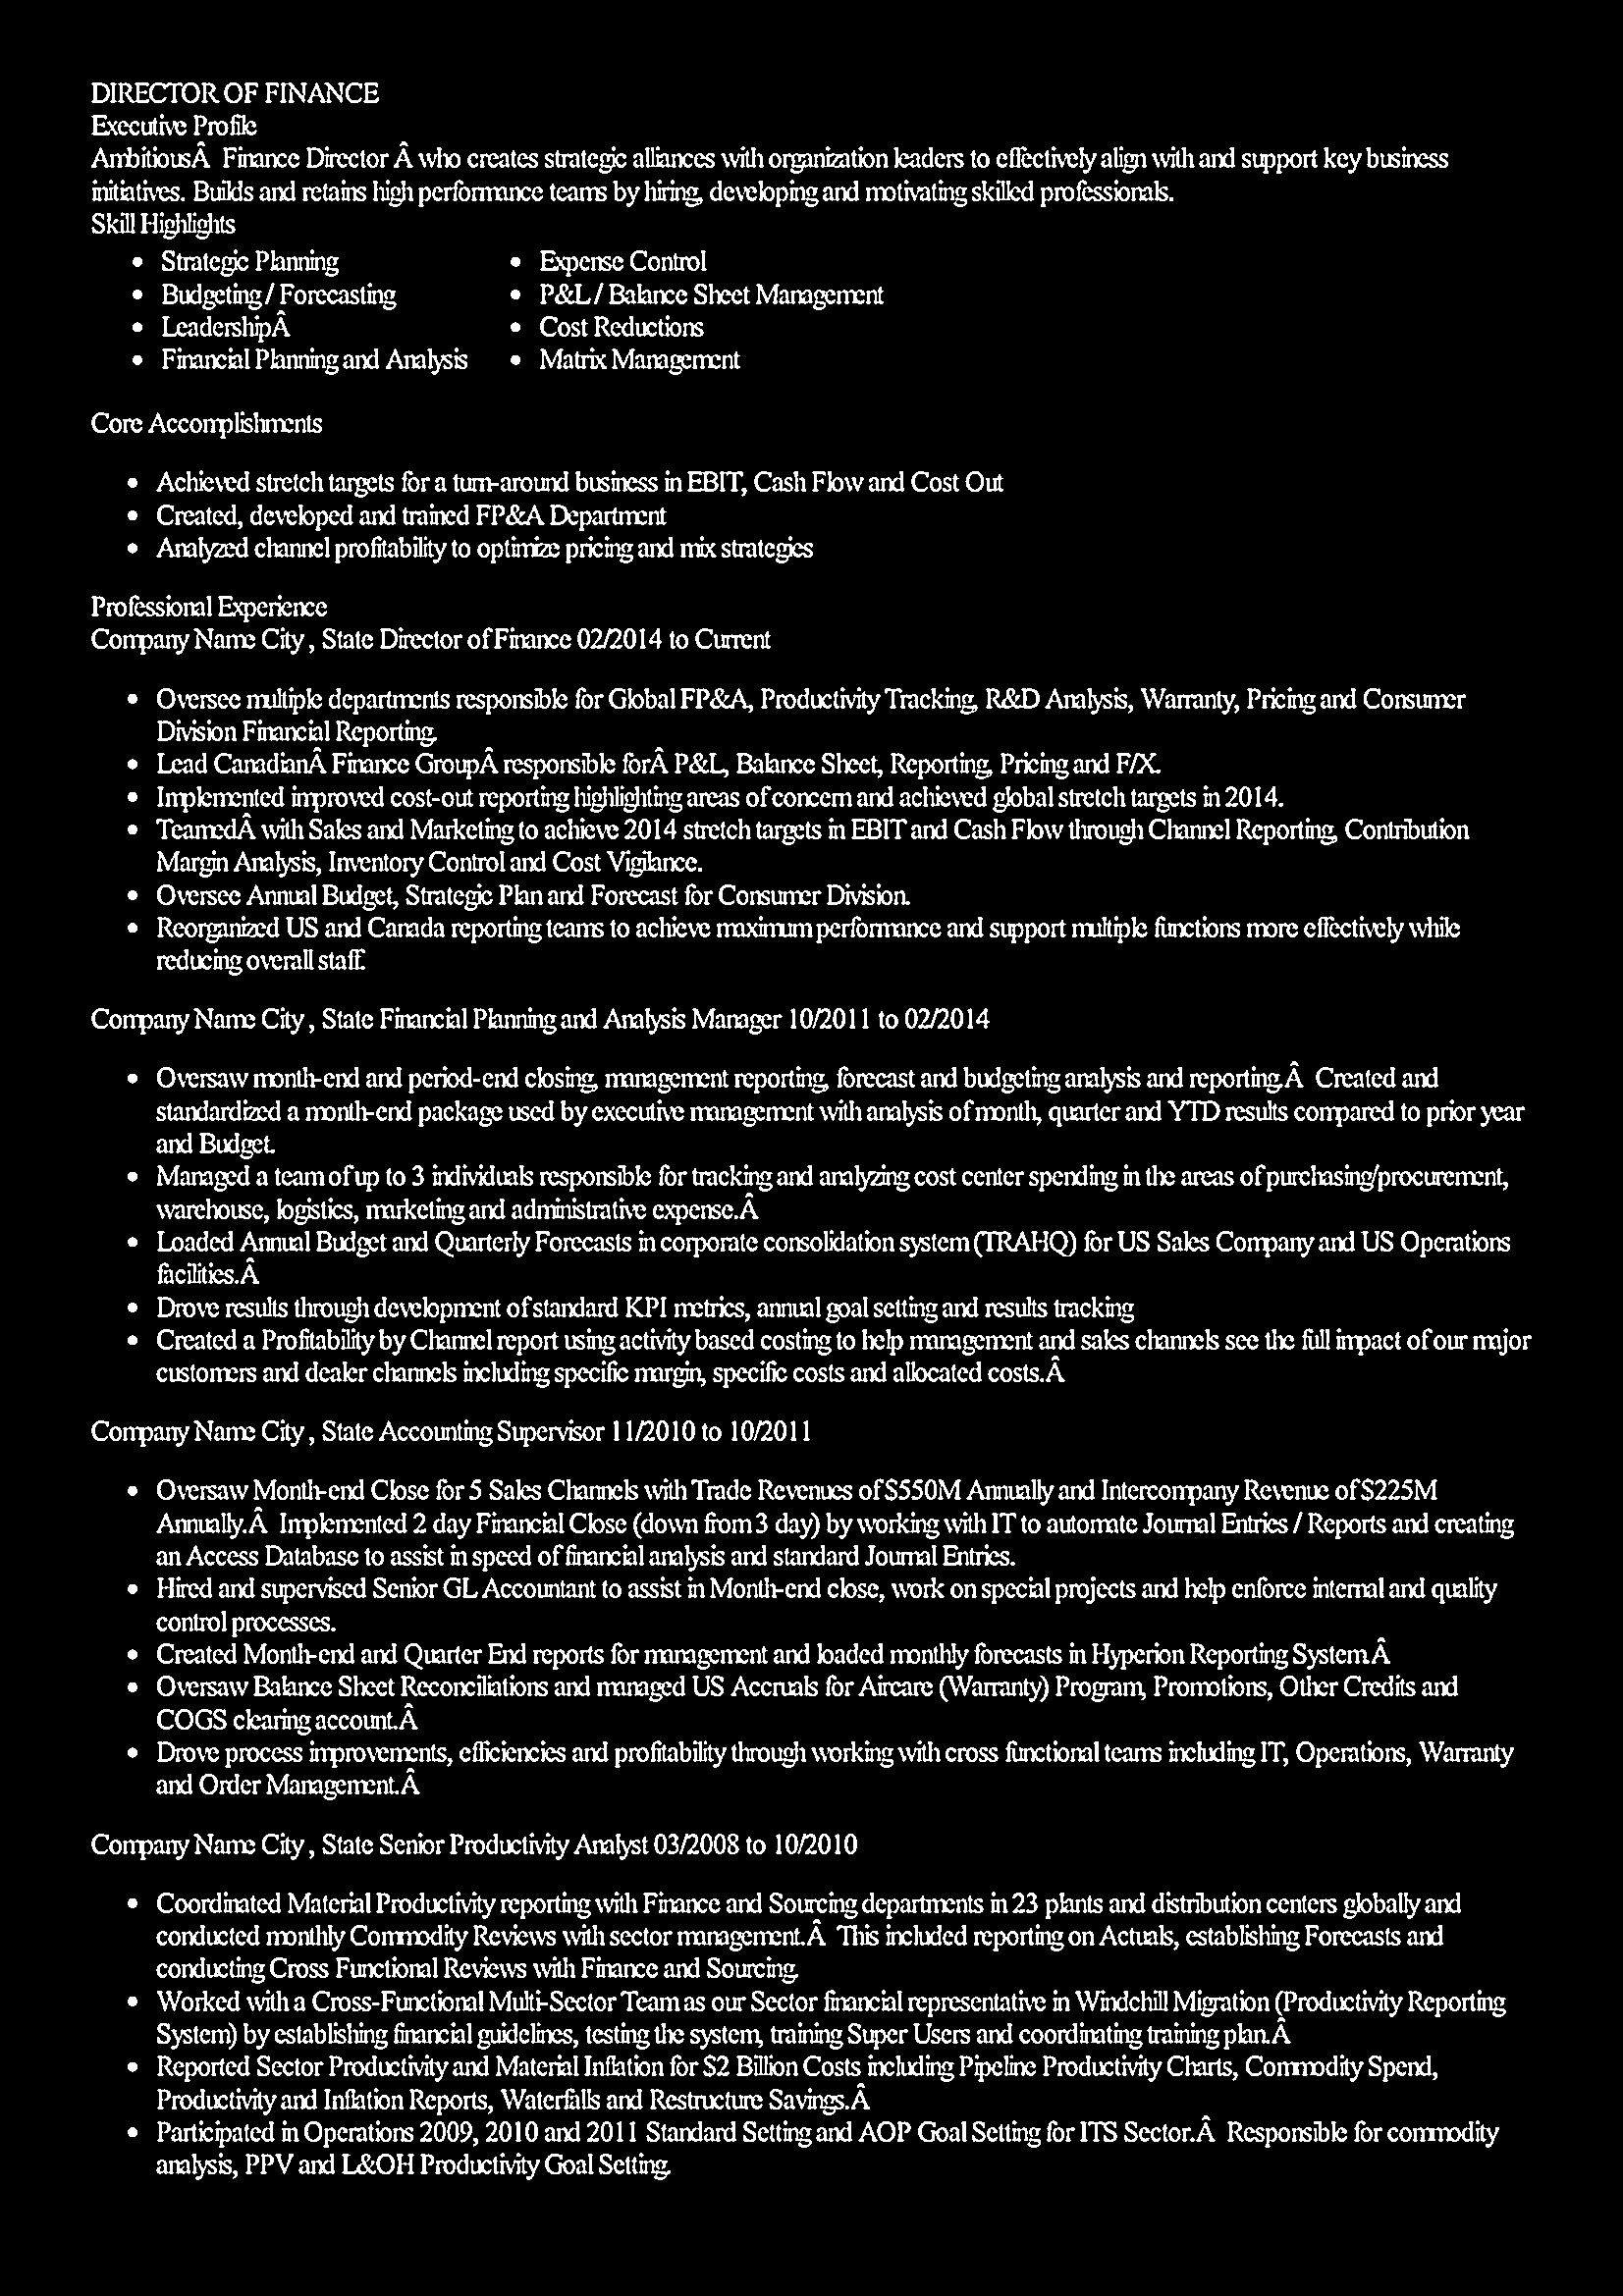 DIRECTOR OF FINANCE
Executive Profile
AmbitiousÂ  Finance Director Â who creates strategic alliances with organization leaders to effectively align with and support key business
initiatives. Builds and retains high performance teams by hiring, developing and motivating skilled professionals.
Skill Highlights
• Strategic Planning
• Budgeting / Forecasting
• LeadershipÂ
• Financial Planning and Analysis
• Expense Control
• P&L / Balance Sheet Management
• Cost Reductions
• Matrix Management
Core Accomplishments
• Achieved stretch targets for a turn-around business in EBIT, Cash Flow and Cost Out
• Created, developed and trained FP&A Department
• Analyzed channel profitability to optimize pricing and mix strategies
Professional Experience
Company Name City , State Director of Finance 02/2014 to Current
• Oversee multiple departments responsible for Global FP&A, Productivity Tracking, R&D Analysis, Warranty, Pricing and Consumer
Division Financial Reporting.
• Lead CanadianÂ Finance GroupÂ responsible forÂ P&L, Balance Sheet, Reporting, Pricing and F/X.
• Implemented improved cost-out reporting highlighting areas of concern and achieved global stretch targets in 2014.
• TeamedÂ with Sales and Marketing to achieve 2014 stretch targets in EBIT and Cash Flow through Channel Reporting, Contribution
Margin Analysis, Inventory Control and Cost Vigilance.
• Oversee Annual Budget, Strategic Plan and Forecast for Consumer Division.
• Reorganized US and Canada reporting teams to achieve maximum performance and support multiple functions more effectively while
reducing overall staff.
Company Name City , State Financial Planning and Analysis Manager 10/2011 to 02/2014
• Oversaw month-end and period-end closing, management reporting, forecast and budgeting analysis and reporting.Â  Created and
standardized a month-end package used by executive management with analysis of month, quarter and YTD results compared to prior year
and Budget.
• Managed a team of up to 3 individuals responsible for tracking and analyzing cost center spending in the areas of purchasing/procurement,
warehouse, logistics, marketing and administrative expense.Â
• Loaded Annual Budget and Quarterly Forecasts in corporate consolidation system (TRAHQ) for US Sales Company and US Operations
facilities.Â
• Drove results through development of standard KPI metrics, annual goal setting and results tracking
• Created a Profitability by Channel report using activity based costing to help management and sales channels see the full impact of our major
customers and dealer channels including specific margin, specific costs and allocated costs.Â
Company Name City , State Accounting Supervisor 11/2010 to 10/2011
• Oversaw Month-end Close for 5 Sales Channels with Trade Revenues of $550M Annually and Intercompany Revenue of $225M
Annually.Â  Implemented 2 day Financial Close (down from 3 day) by working with IT to automate Journal Entries / Reports and creating
an Access Database to assist in speed of financial analysis and standard Journal Entries.
• Hired and supervised Senior GL Accountant to assist in Month-end close, work on special projects and help enforce internal and quality
control processes.
• Created Month-end and Quarter End reports for management and loaded monthly forecasts in Hyperion Reporting System.Â
• Oversaw Balance Sheet Reconciliations and managed US Accruals for Aircare (Warranty) Program, Promotions, Other Credits and
COGS clearing account.Â
• Drove process improvements, efficiencies and profitability through working with cross functional teams including IT, Operations, Warranty
and Order Management.Â
Company Name City , State Senior Productivity Analyst 03/2008 to 10/2010
• Coordinated Material Productivity reporting with Finance and Sourcing departments in 23 plants and distribution centers globally and
conducted monthly Commodity Reviews with sector management.Â  This included reporting on Actuals, establishing Forecasts and
conducting Cross Functional Reviews with Finance and Sourcing.
• Worked with a Cross-Functional Multi-Sector Team as our Sector financial representative in Windchill Migration (Productivity Reporting
System) by establishing financial guidelines, testing the system, training Super Users and coordinating training plan.Â
• Reported Sector Productivity and Material Inflation for $2 Billion Costs including Pipeline Productivity Charts, Commodity Spend,
Productivity and Inflation Reports, Waterfalls and Restructure Savings.Â
• Participated in Operations 2009, 2010 and 2011 Standard Setting and AOP Goal Setting for ITS Sector.Â  Responsible for commodity
analysis, PPV and L&OH Productivity Goal Setting.